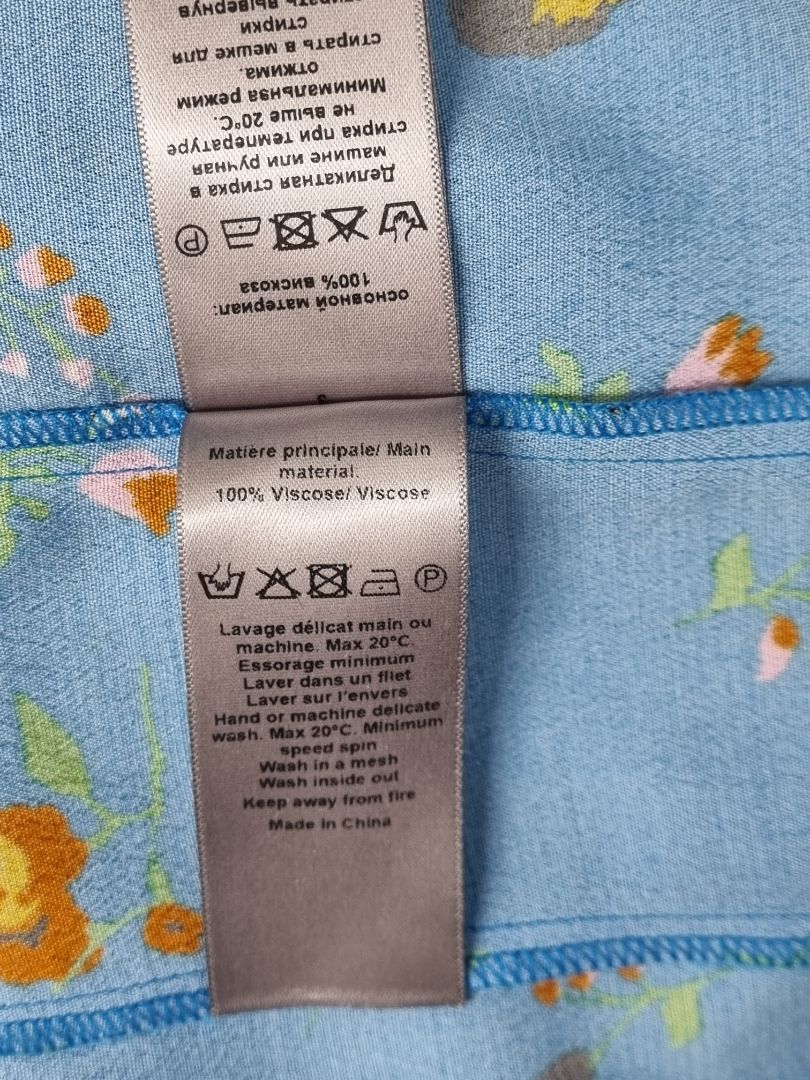 основной материал:
100% вискоза
P
Деликатная стирка в
машине или ручная
стирка при температуре
не выше 20°C.
Минимальная режим
отжима.
стирать в мешке для
стирки
вывернув
Matière principale/ Main
material.
100% Viscose/ Viscose
P
Lavage délicat main ou
machine. Max 20°C
Essorage minimum
Laver dans un filet
Laver sur l'envers
Hand or machine delicate
wash. Max 20°C. Minimum
speed spin
Wash in a mesh
Wash inside out
Keep away from fire
Made in China